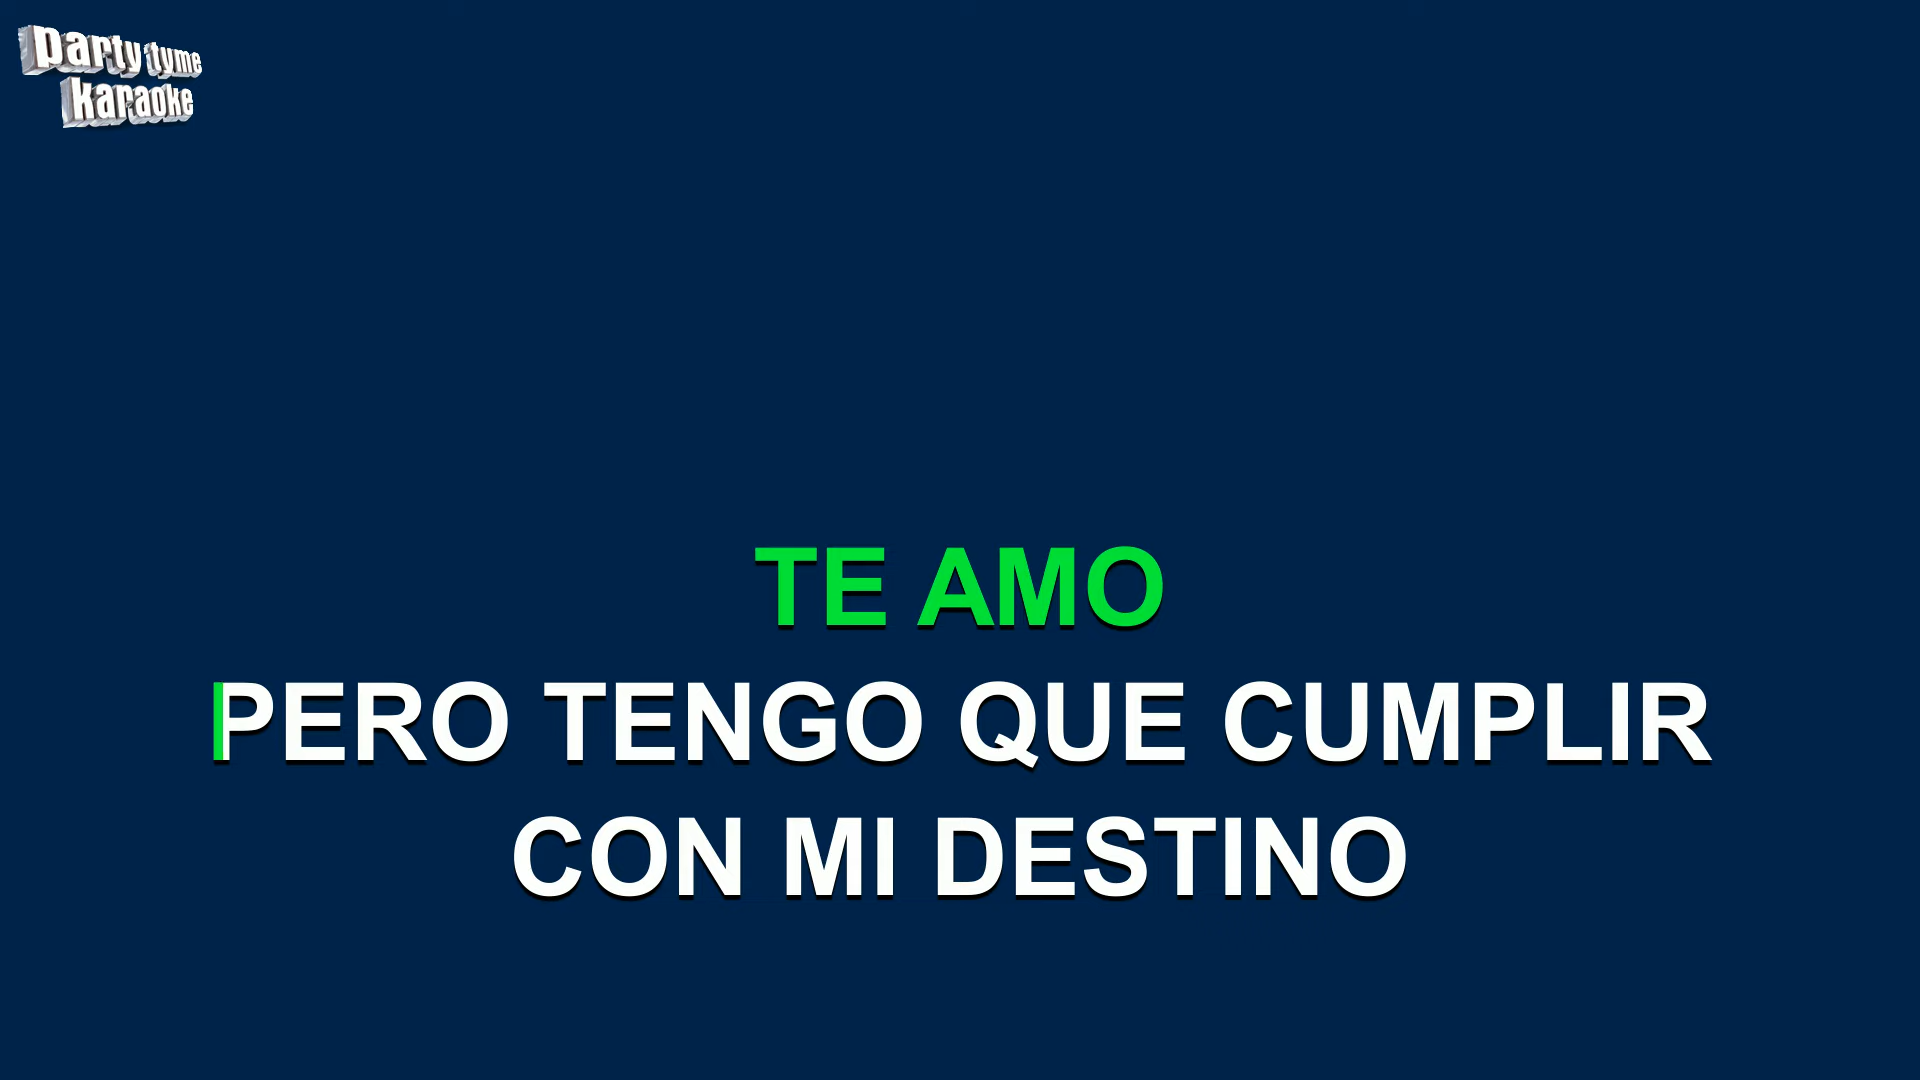 party tyme
karaoke
TE AMO
PERO TENGO QUE CUMPLIR
CON MI DESTINO